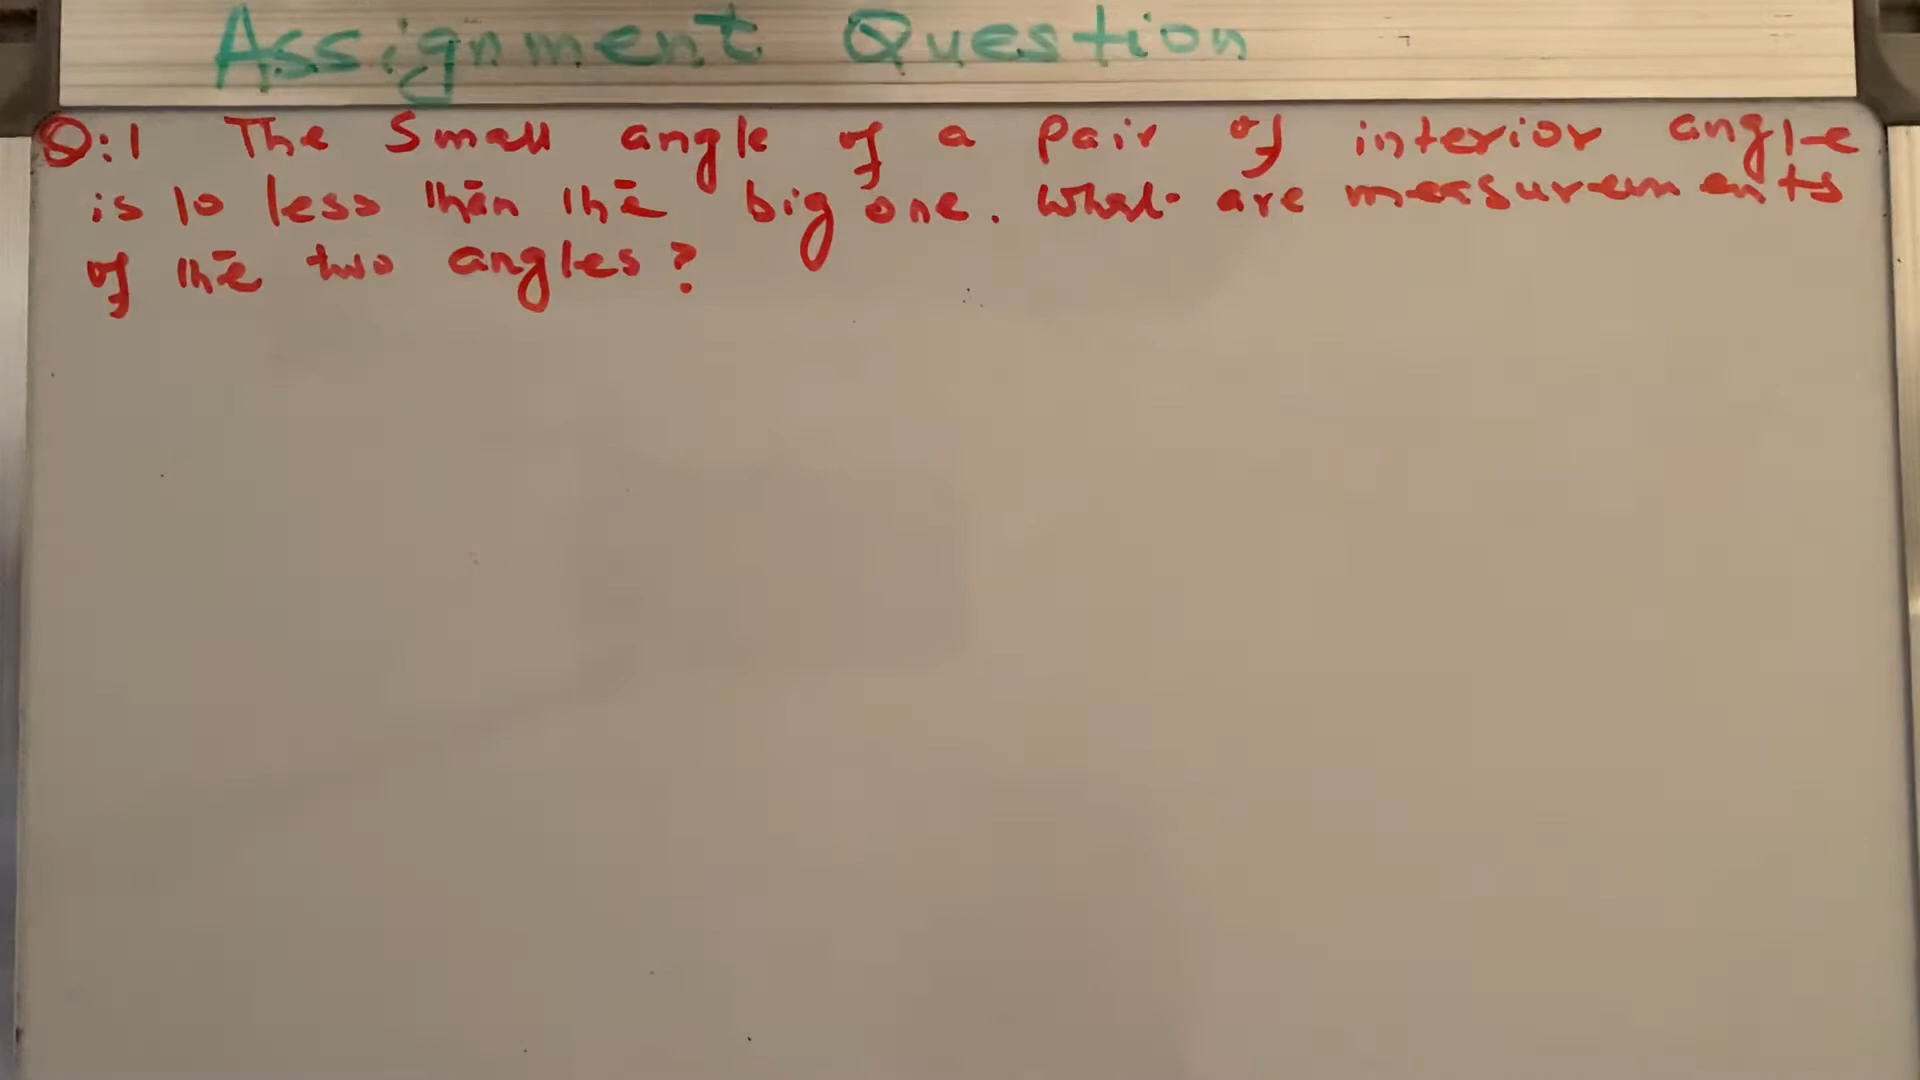 Assignment Question
Q:1 The Small angle of a Pair of interior angle
is 10 less than the big one. What are measurements
of the two angles?